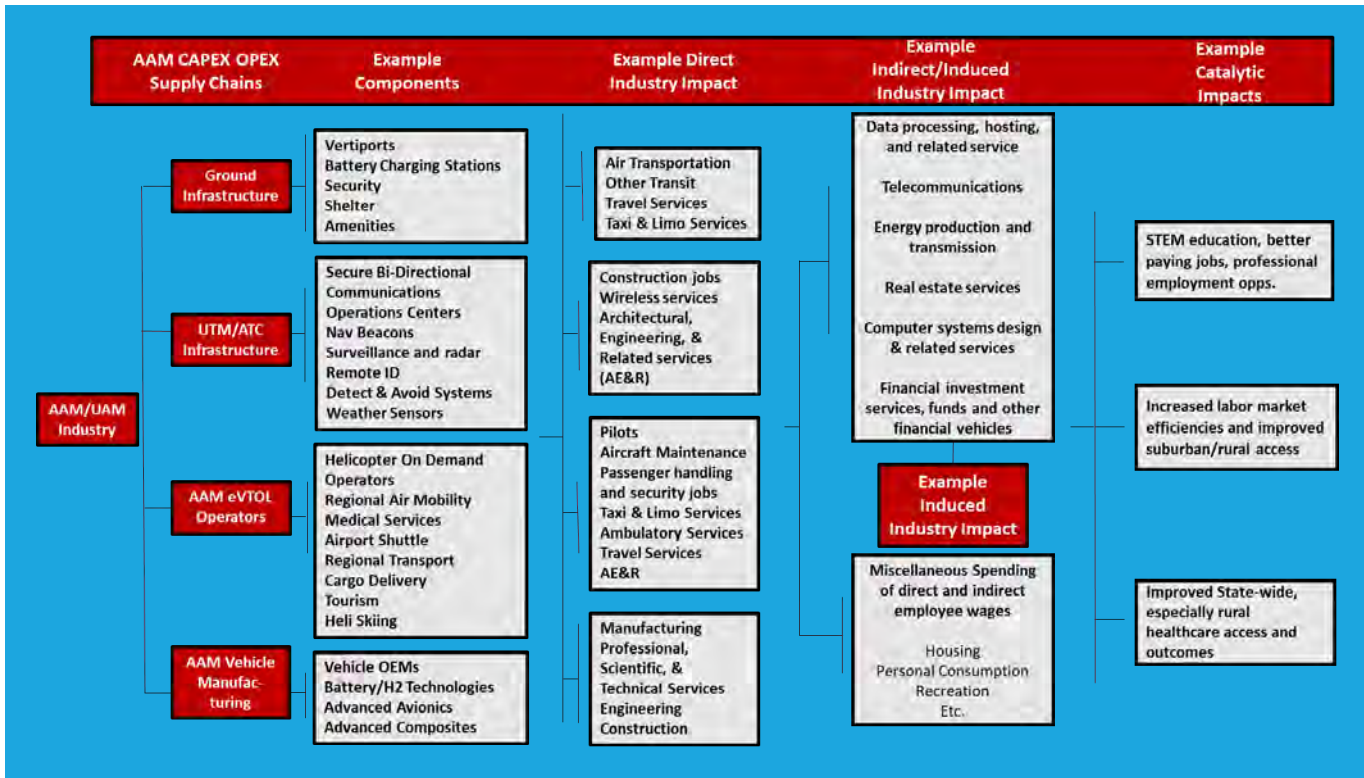 AAM CAPEX OPEX
Supply Chains
Example
Components
Example Direct
Industry Impact
Example
Indirect/Induced
Industry Impact
Example
Catalytic
Impacts
AAM/UAM
Industry
Ground
Infrastructure
UTM/ATC
Infrastructure
AAM eVTOL
Operators
AAM Vehicle
Manufac-
turing
Vertiports
Battery Charging Stations
Security
Shelter
Amenities
Secure Bi-Directional
Communications
Operations Centers
Nav Beacons
Surveillance and radar
Remote ID
Detect & Avoid Systems
Weather Sensors
Helicopter On Demand
Operators
Regional Air Mobility
Medical Services
Airport Shuttle
Regional Transport
Cargo Delivery
Tourism
Heli Skiing
Vehicle OEMs
Battery/H2 Technologies
Advanced Avionics
Advanced Composites
Air Transportation
Other Transit
Travel Services
Taxi & Limo Services
Construction jobs
Wireless services
Architectural,
Engineering, &
Related services
(AE&R)
Pilots
Aircraft Maintenance
Passenger handling
and security jobs
Taxi & Limo Services
Ambulatory Services
Travel Services
AE&R
Manufacturing
Professional,
Scientific, &
Technical Services
Engineering
Construction
Data processing, hosting,
and related service
Telecommunications
Energy production and
transmission
Real estate services
Computer systems design
& related services
Financial investment
services, funds and other
financial vehicles
Example
Induced
Industry Impact
Miscellaneous Spending
of direct and indirect
employee wages
Housing
Personal Consumption
Recreation
Etc.
STEM education, better
paying jobs, professional
employment opps.
Increased labor market
efficiencies and improved
suburban/rural access
Improved State-wide,
especially rural
healthcare access and
outcomes